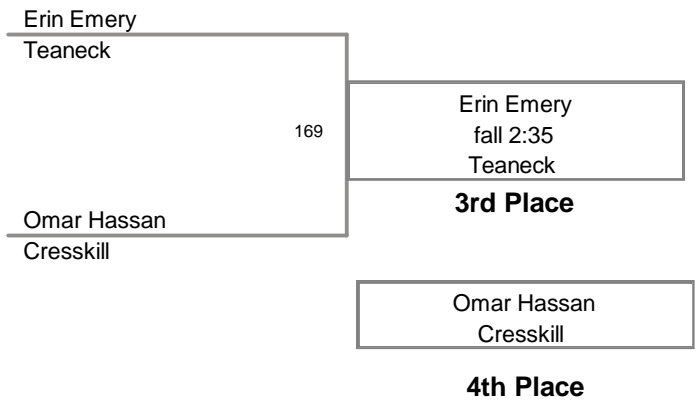 Erin Emery
Teaneck
169
Erin Emery
fall 2:35
Teaneck
3rd Place
Omar Hassan
Cresskill
Omar Hassan
Cresskill
4th Place